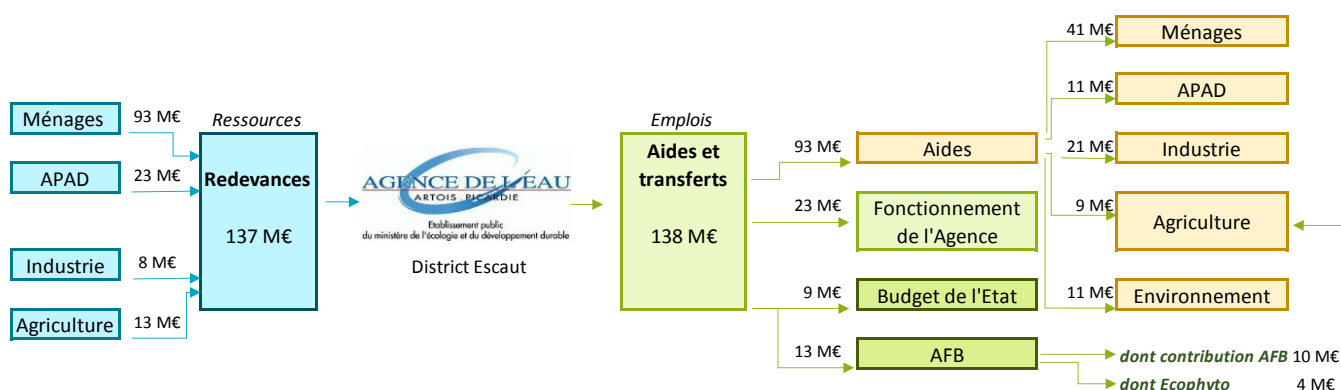 Ménages
93 M€
APAD
23 M€
Industrie
8 M€
Agriculture
13 M€
Ressources
Redevances
137 M€
AGENCE DE L'EAU
ARTOIS PICARDIE
Etablissement public
du ministère de l'écologie et du développement durable
District Escaut
Emplois
Aides et
transferts
138 M€
93 M€
Aides
23 M€
Fonctionnement
de l'Agence
9 M€
Budget de l'Etat
13 M€
AFB
41 M€
Ménages
11 M€
APAD
21 M€
Industrie
9 M€
Agriculture
11 M€
Environnement
dont contribution AFB 10 M€
dont Ecophyto 4 M€